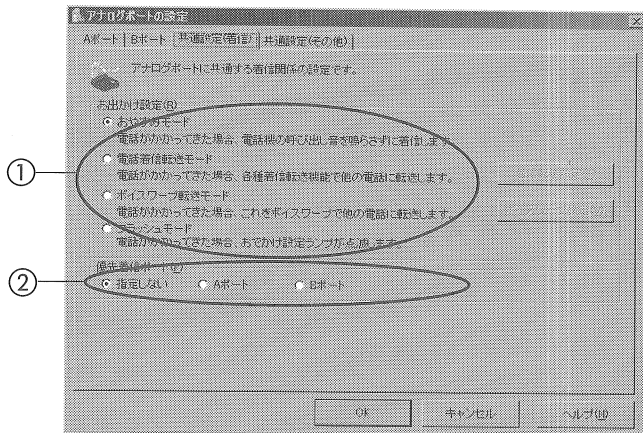 アナログポートの設定
Aポート Bポート 共通設定(着信) 共通設定(その他)
アナログポートに共通する着信関係の設定です。
お出かけ設定(R)
おやすみモード
電話がかかってきた場合、電話機の呼び出し音を鳴らさずに着信します。
電話着信転送モード
電話がかかってきた場合、各種着信転送機能で他の電話に転送します。
ボイスワープ転送モード
電話がかかってきた場合、これをボイスワープで他の電話に転送します。
フラッシュモード
電話がかかってきた場合、おでかけ設定ランプが点滅します。
①
優先着信ポート
指定しない Aポート Bポート
②
OK キャンセル ヘルプ(H)